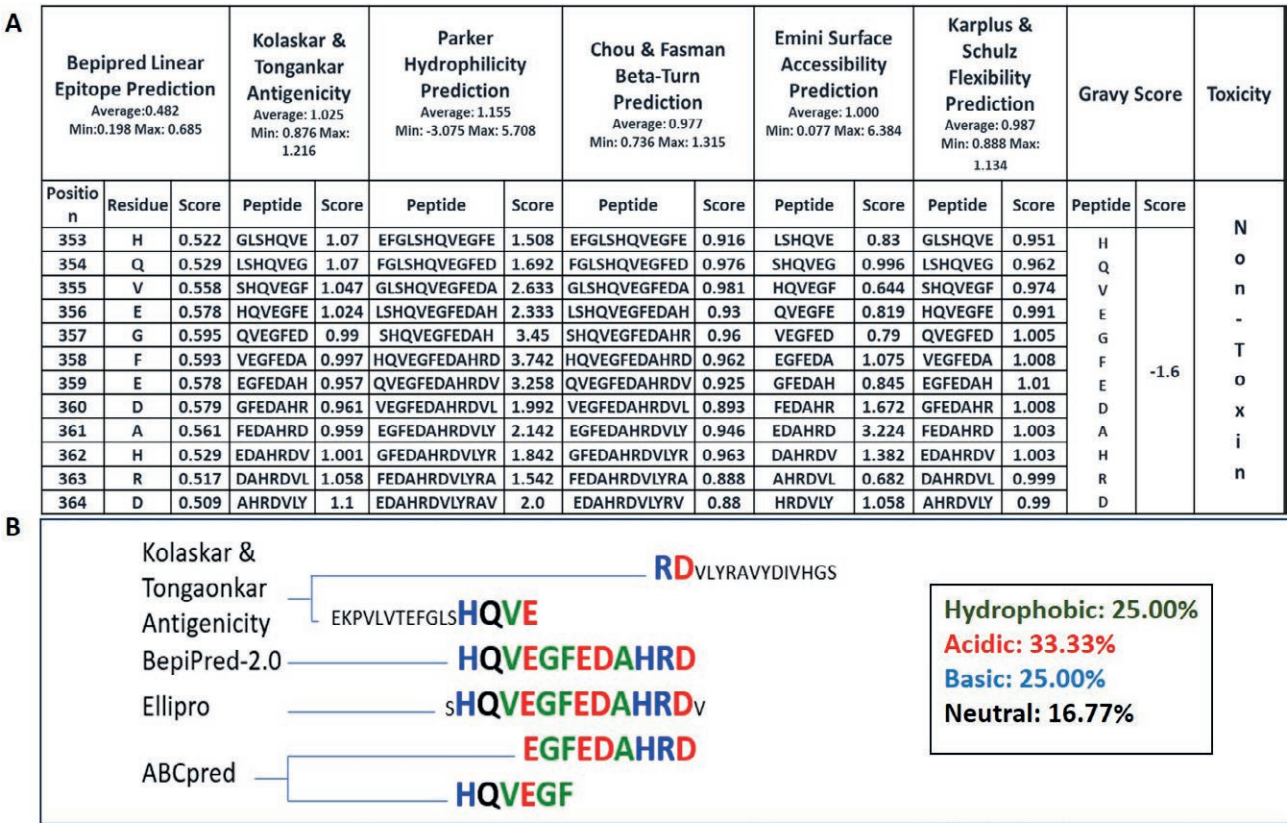 A
Bepipred Linear Epitope Prediction
Average:0.482
Min:0.198 Max: 0.685
Kolaskar & Tongankar Antigenicity
Average: 1.025
Min: 0.876 Max: 1.216
Parker Hydrophilicity Prediction
Average: 1.155
Min: -3.075 Max: 5.708
Chou & Fasman Beta-Turn Prediction
Average: 0.977
Min: 0.736 Max: 1.315
Emini Surface Accessibility Prediction
Average: 1.000
Min: 0.077 Max: 6.384
Karplus & Schulz Flexibility Prediction
Average: 0.987
Min: 0.888 Max: 1.134
Gravy Score
Toxicity
Position Residue Score Peptide Score Peptide Score Peptide Score Peptide Score Peptide Score Peptide Score
353 H 0.522 GLSHQVE 1.07 EFGLSHQVEGFE 1.508 EFGLSHQVEGFE 0.916 LSHQVE 0.83 GLSHQVE 0.951 H
354 Q 0.529 LSHQVEG 1.07 FGLSHQVEGFED 1.692 FGLSHQVEGFED 0.976 SHQVEG 0.996 LSHQVEG 0.962 Q
355 V 0.558 SHQVEGF 1.047 GLSHQVEGFEDA 2.633 GLSHQVEGFEDA 0.981 HQVEGF 0.644 SHQVEGF 0.974 V
356 E 0.578 HQVEGFE 1.024 LSHQVEGFEDAH 2.333 LSHQVEGFEDAH 0.93 QVEGFE 0.819 HQVEGFE 0.991 E
357 G 0.595 QVEGFED 0.99 SHQVEGFEDAH 3.45 SHQVEGFEDAHR 0.96 VEGFED 0.79 QVEGFED 1.005 G
358 F 0.593 VEGFEDA 0.997 HQVEGFEDAHRD 3.742 HQVEGFEDAHRD 0.962 EGFEDA 1.075 VEGFEDA 1.008 F
359 E 0.578 EGFEDAH 0.957 QVEGFEDAHRDV 3.258 QVEGFEDAHRDV 0.925 GFEDAH 0.845 EGFEDAH 1.01 E
360 D 0.579 GFEDAHR 0.961 VEGFEDAHRDVL 1.992 VEGFEDAHRDVL 0.893 FEDAHR 1.672 GFEDAHR 1.008 D
361 A 0.561 FEDAHRD 0.959 EGFEDAHRDVLY 2.142 EGFEDAHRDVLY 0.946 EDAHRD 3.224 FEDAHRD 1.003 A
362 H 0.529 EDAHRDV 1.001 GFEDAHRDVLYR 1.842 GFEDAHRDVLYR 0.963 DAHRDV 1.382 EDAHRDV 1.003 H
363 R 0.517 DAHRDVL 1.058 FEDAHRDVLYRA 1.542 FEDAHRDVLYRA 0.888 AHRDVL 0.682 DAHRDVL 0.999 R
364 D 0.509 AHRDVLY 1.1 EDAHRDVLYRAV 2.0 EDAHRDVLYRV 0.88 HRDVLY 1.058 AHRDVLY 0.99 D
-1.6
Non-Toxin
B
Kolaskar &
Tongaonkar
Antigenicity
RDVLYRAVYDIVHGS
EKPVLVTEFGLSHQVE
BepiPred-2.0 HQVEGFEDAHRD
Ellipro SHQVEGFEDAHRDV
ABCpred
EGFEDAHRD
HQVEGF
Hydrophobic: 25.00%
Acidic: 33.33%
Basic: 25.00%
Neutral: 16.77%